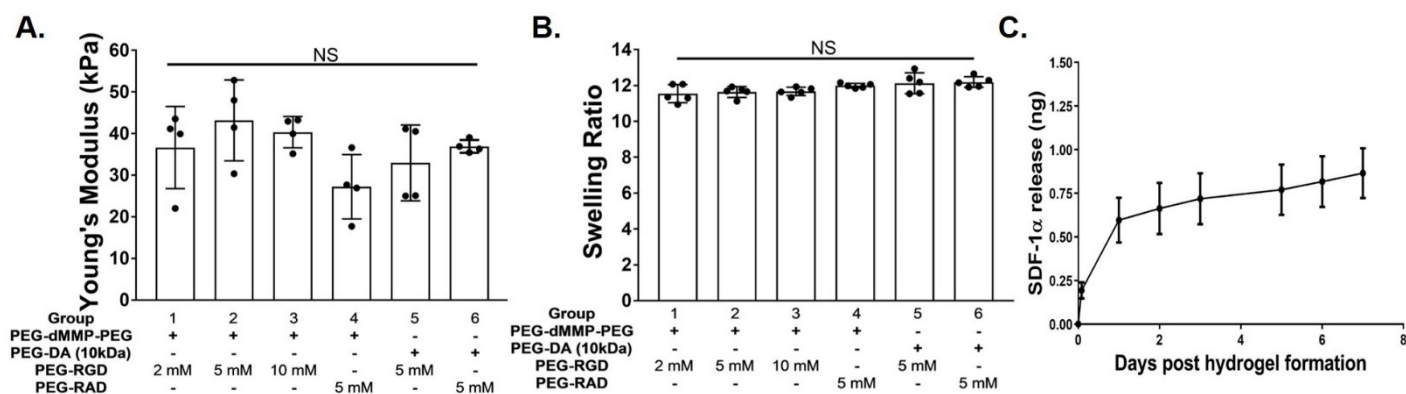 A.
Young's Modulus (kPa)
60
50
40
30
20
10
0
NS
Group 1 2 3 4 5 6
PEG-dMMP-PEG + + + + - -
PEG-DA (10kDa) - - - - + +
PEG-RGD 2 mM 5 mM 10 mM - 5 mM -
PEG-RAD - - - 5 mM - 5 mM
B.
Swelling Ratio
14
12
10
8
6
4
2
0
NS
Group 1 2 3 4 5 6
PEG-dMMP-PEG + + + + - -
PEG-DA (10kDa) - - - - + +
PEG-RGD 2 mM 5 mM 10 mM - 5 mM -
PEG-RAD - - - 5 mM - 5 mM
C.
SDF-1α release (ng)
1.50
1.25
1.00
0.75
0.50
0.25
0.00
0 2 4 6 8
Days post hydrogel formation